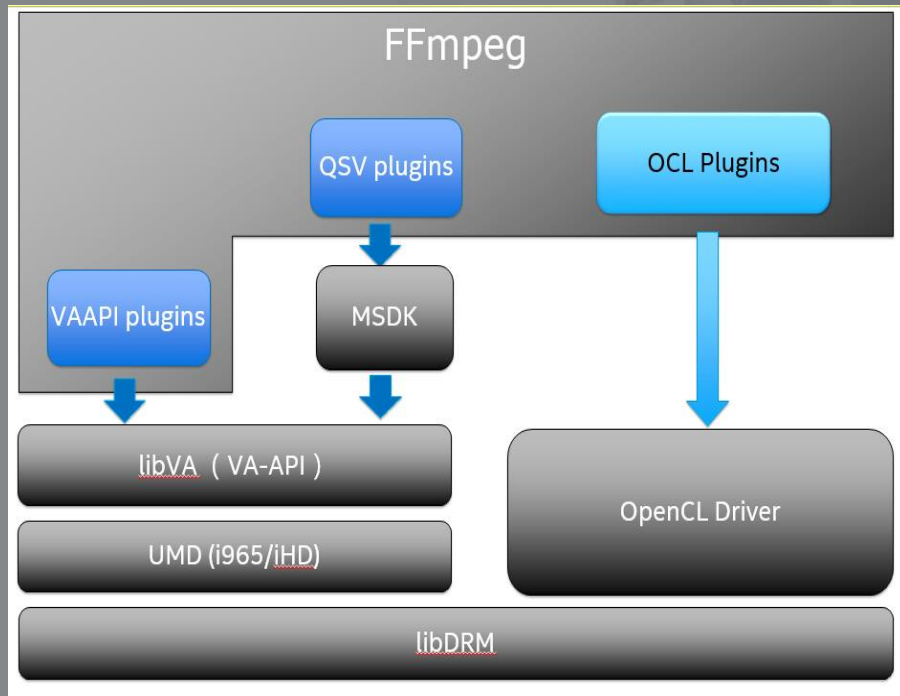 FFmpeg
QSV plugins
OCL Plugins
VAAPI plugins
MSDK
libVA ( VA-API )
OpenCL Driver
UMD (i965/iHD)
libDRM